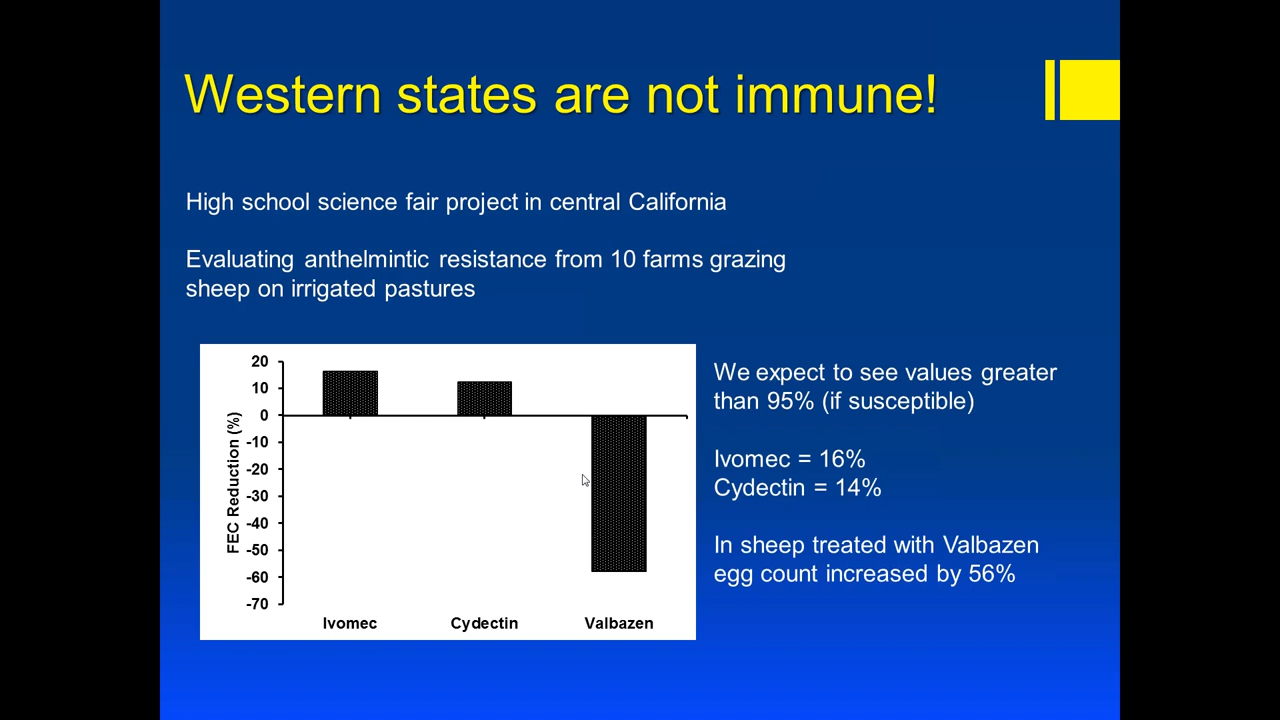 Western states are not immune!
High school science fair project in central California
Evaluating anthelmintic resistance from 10 farms grazing
sheep on irrigated pastures
20
10
0
-10
-20
-30
-40
-50
-60
-70
FEC Reduction (%)
Ivomec
Cydectin
Valbazen
We expect to see values greater
than 95% (if susceptible)
Ivomec = 16%
Cydectin = 14%
In sheep treated with Valbazen
egg count increased by 56%